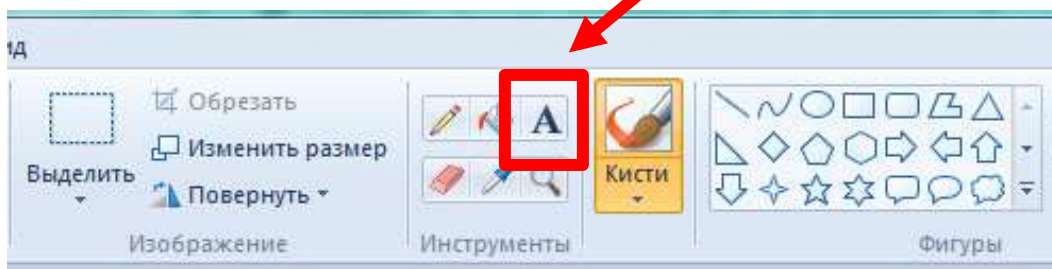 ид
Выделить
Обрезать
Изменить размер
Повернуть
Изображение
A
Инструменты
Кисти
Фигуры